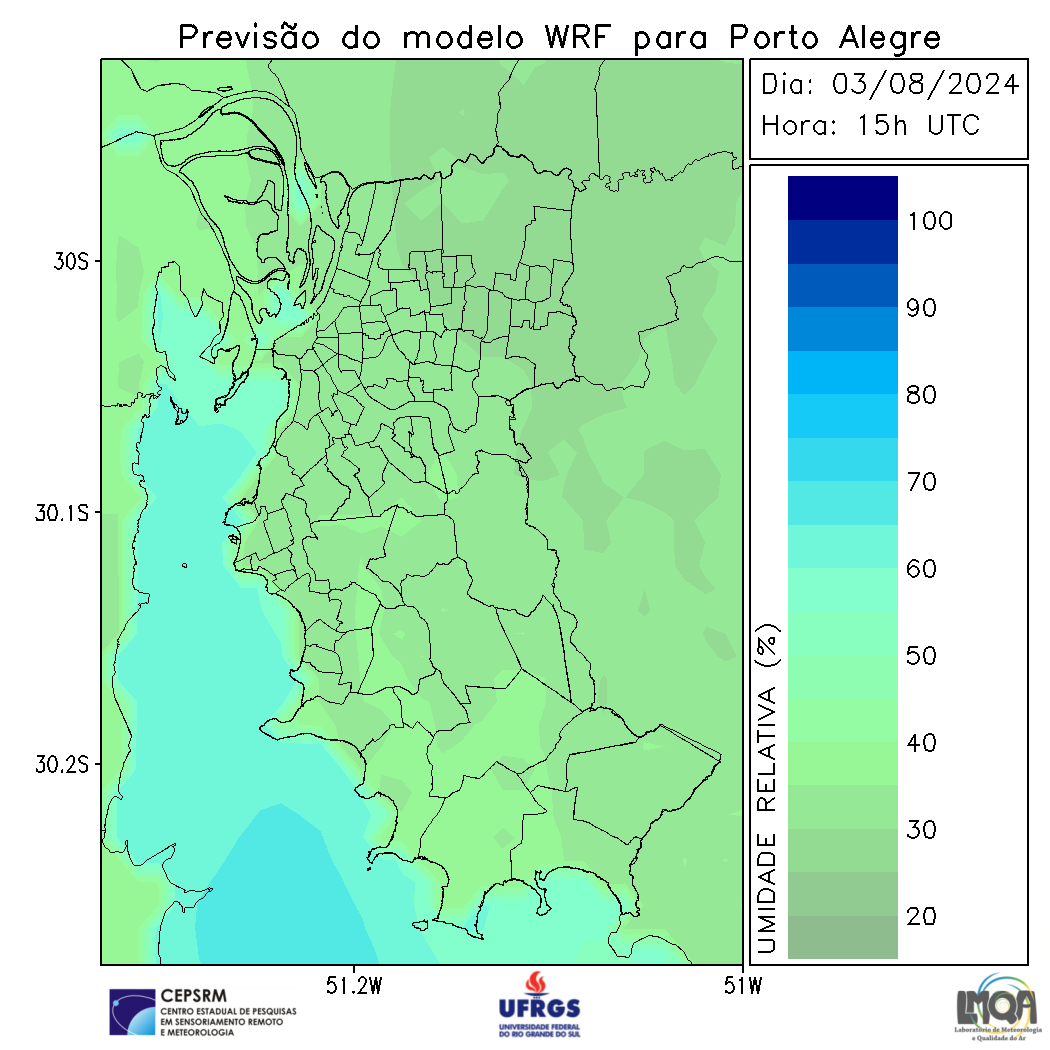 Previsão do modelo WRF para Porto Alegre
Dia: 03/08/2024
Hora: 15h UTC
100
90
80
70
60
50
40
30
20
UMIDADE RELATIVA (%)
30S
30.1S
30.2S
51.2W
51W
CEPSRM
CENTRO ESTADUAL DE PESQUISAS
EM SENSORIAMENTO REMOTO
E METEOROLOGIA
UFRGS
UNIVERSIDADE FEDERAL
DO RIO GRANDE DO SUL
LMQA
Laboratório de Meteorologia
e Qualidade do Ar